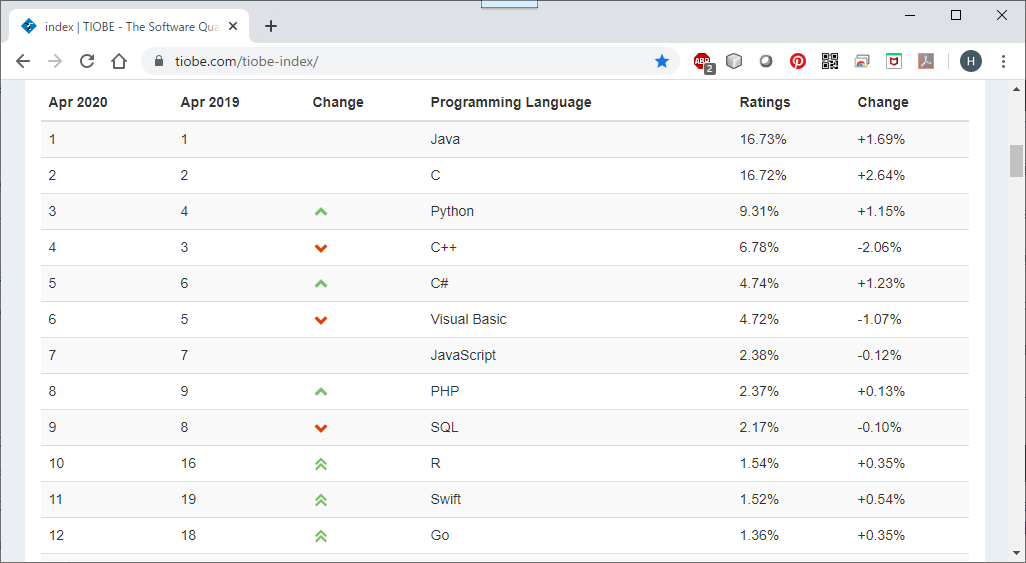 index | TIOBE - The Software Qua
tiobe.com/tiobe-index/
ABP
2
H
Apr 2020 Apr 2019 Change Programming Language Ratings Change
1 1 Java 16.73% +1.69%
2 2 C 16.72% +2.64%
3 4 Python 9.31% +1.15%
4 3 C++ 6.78% -2.06%
5 6 C# 4.74% +1.23%
6 5 Visual Basic 4.72% -1.07%
7 7 JavaScript 2.38% -0.12%
8 9 PHP 2.37% +0.13%
9 8 SQL 2.17% -0.10%
10 16 R 1.54% +0.35%
11 19 Swift 1.52% +0.54%
12 18 Go 1.36% +0.35%